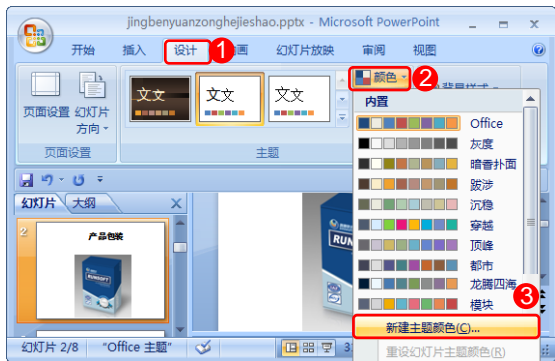 jingbenyuanzonghejieshao.pptx - Microsoft PowerPoint
开始 插入 设计 1 画 幻灯片放映 审阅 视图
页面设置 幻灯片方向
文文 文文 文文
颜色 2
页面设置 主题
内置
Office
灰度
暗香扑面
跋涉
沉稳
穿越
顶峰
都市
龙腾四海
模块
3
新建主题颜色(C)...
重设幻灯片主题颜色(R)
幻灯片 大纲 X
2
产品包装
RUNSOFT
RUN
幻灯片 2/8 "Office 主题"